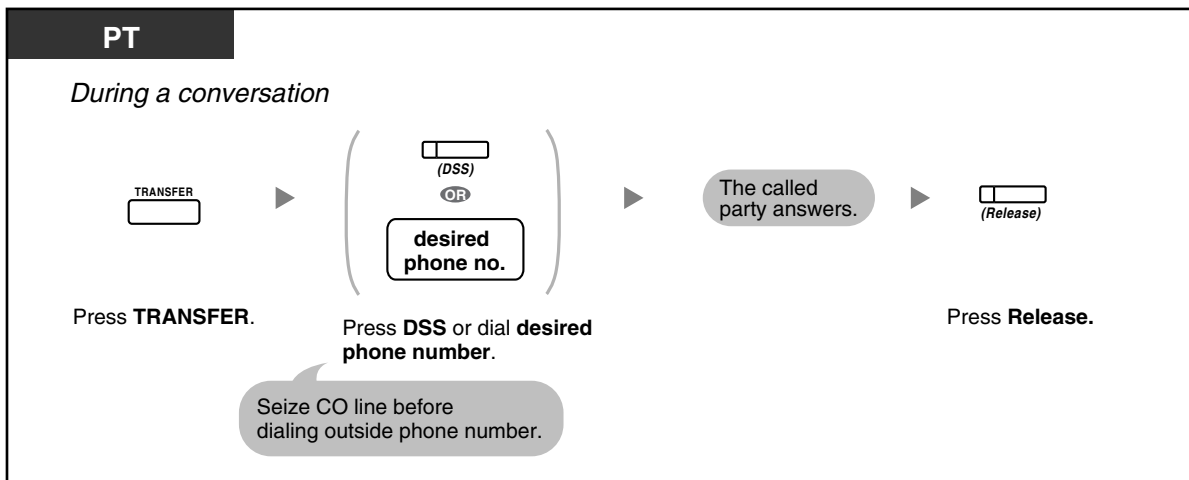 PT
During a conversation
TRANSFER
(DSS)
OR
desired
phone no.
The called
party answers.
(Release)
Press TRANSFER.
Press DSS or dial desired
phone number.
Press Release.
Seize CO line before
dialing outside phone number.